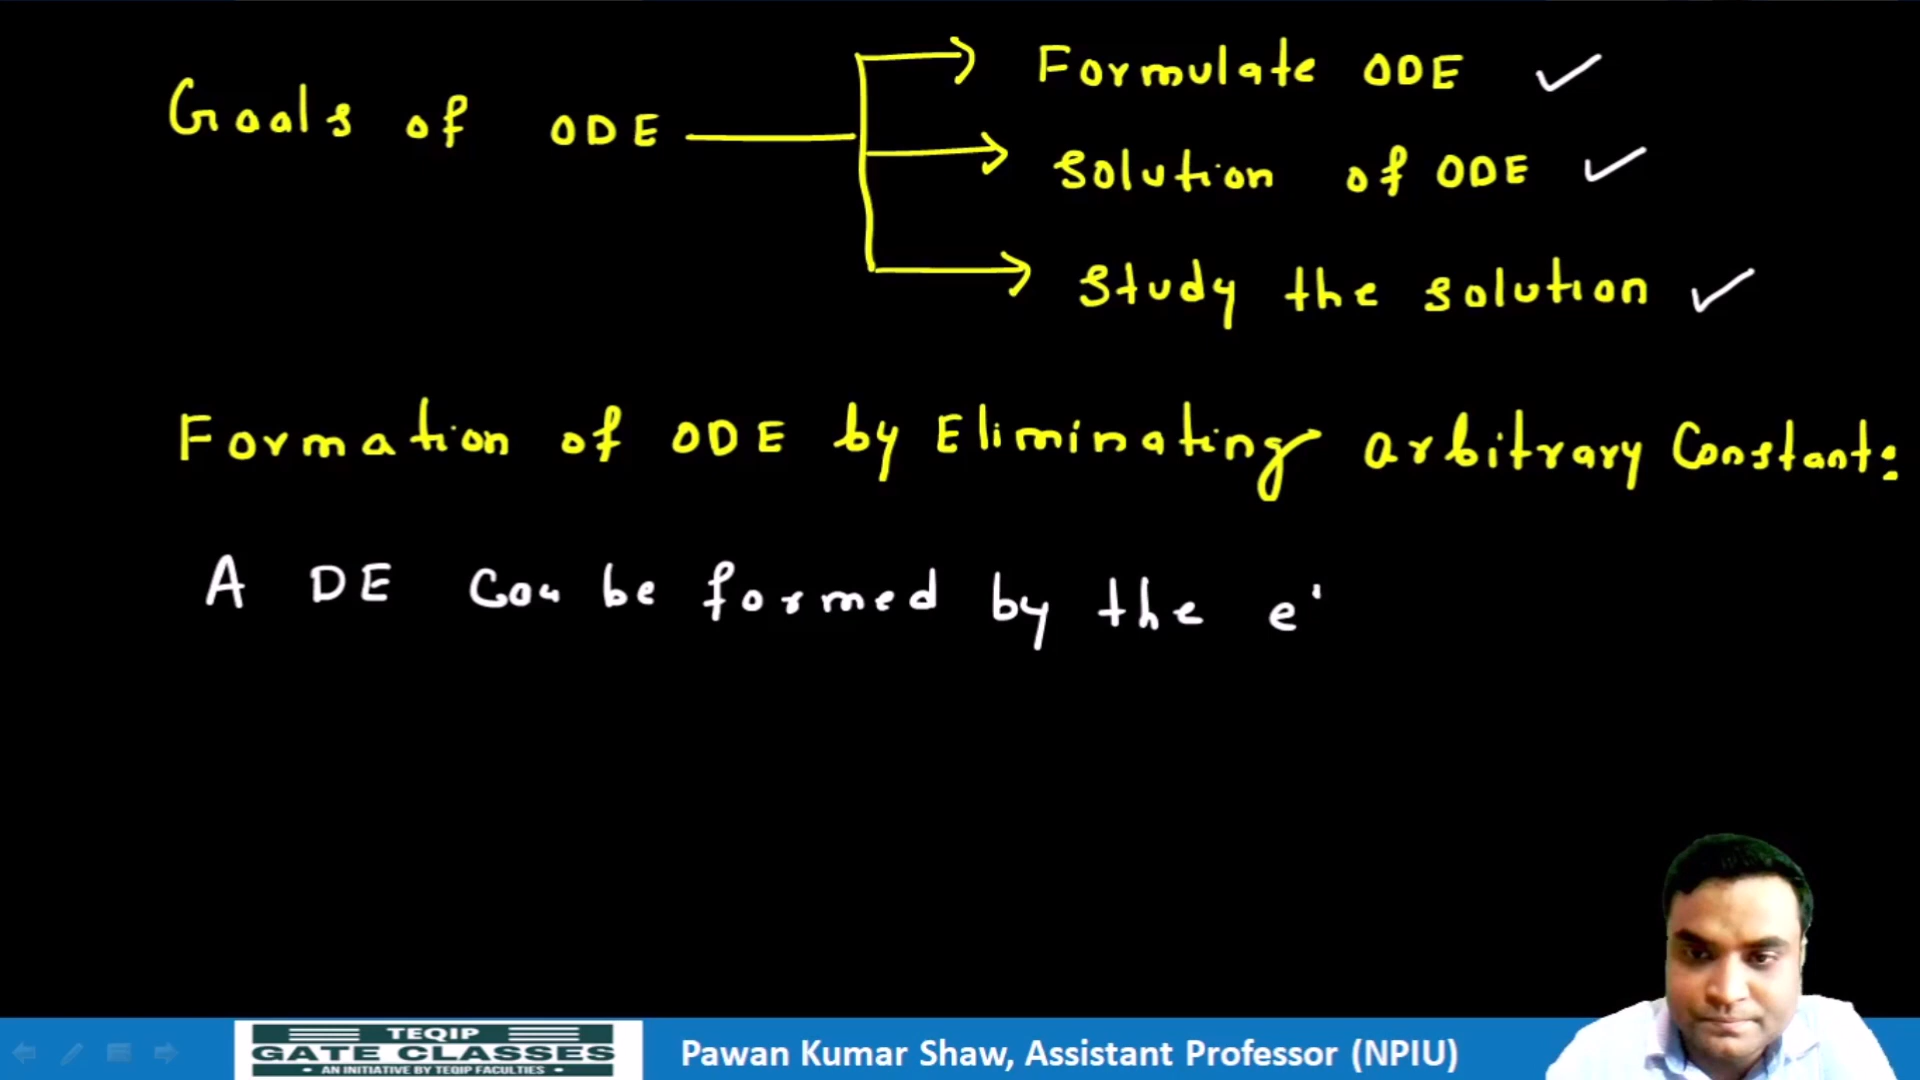 Goals of ODE
Formulate ODE
Solution of ODE
Study the solution
Formation of ODE by Eliminating arbitrary Constant:
A DE Can be formed by the e
TEQIP
GATE CLASSES
• AN INITIATIVE BY TEQIP FACULTIES •
Pawan Kumar Shaw, Assistant Professor (NPIU)